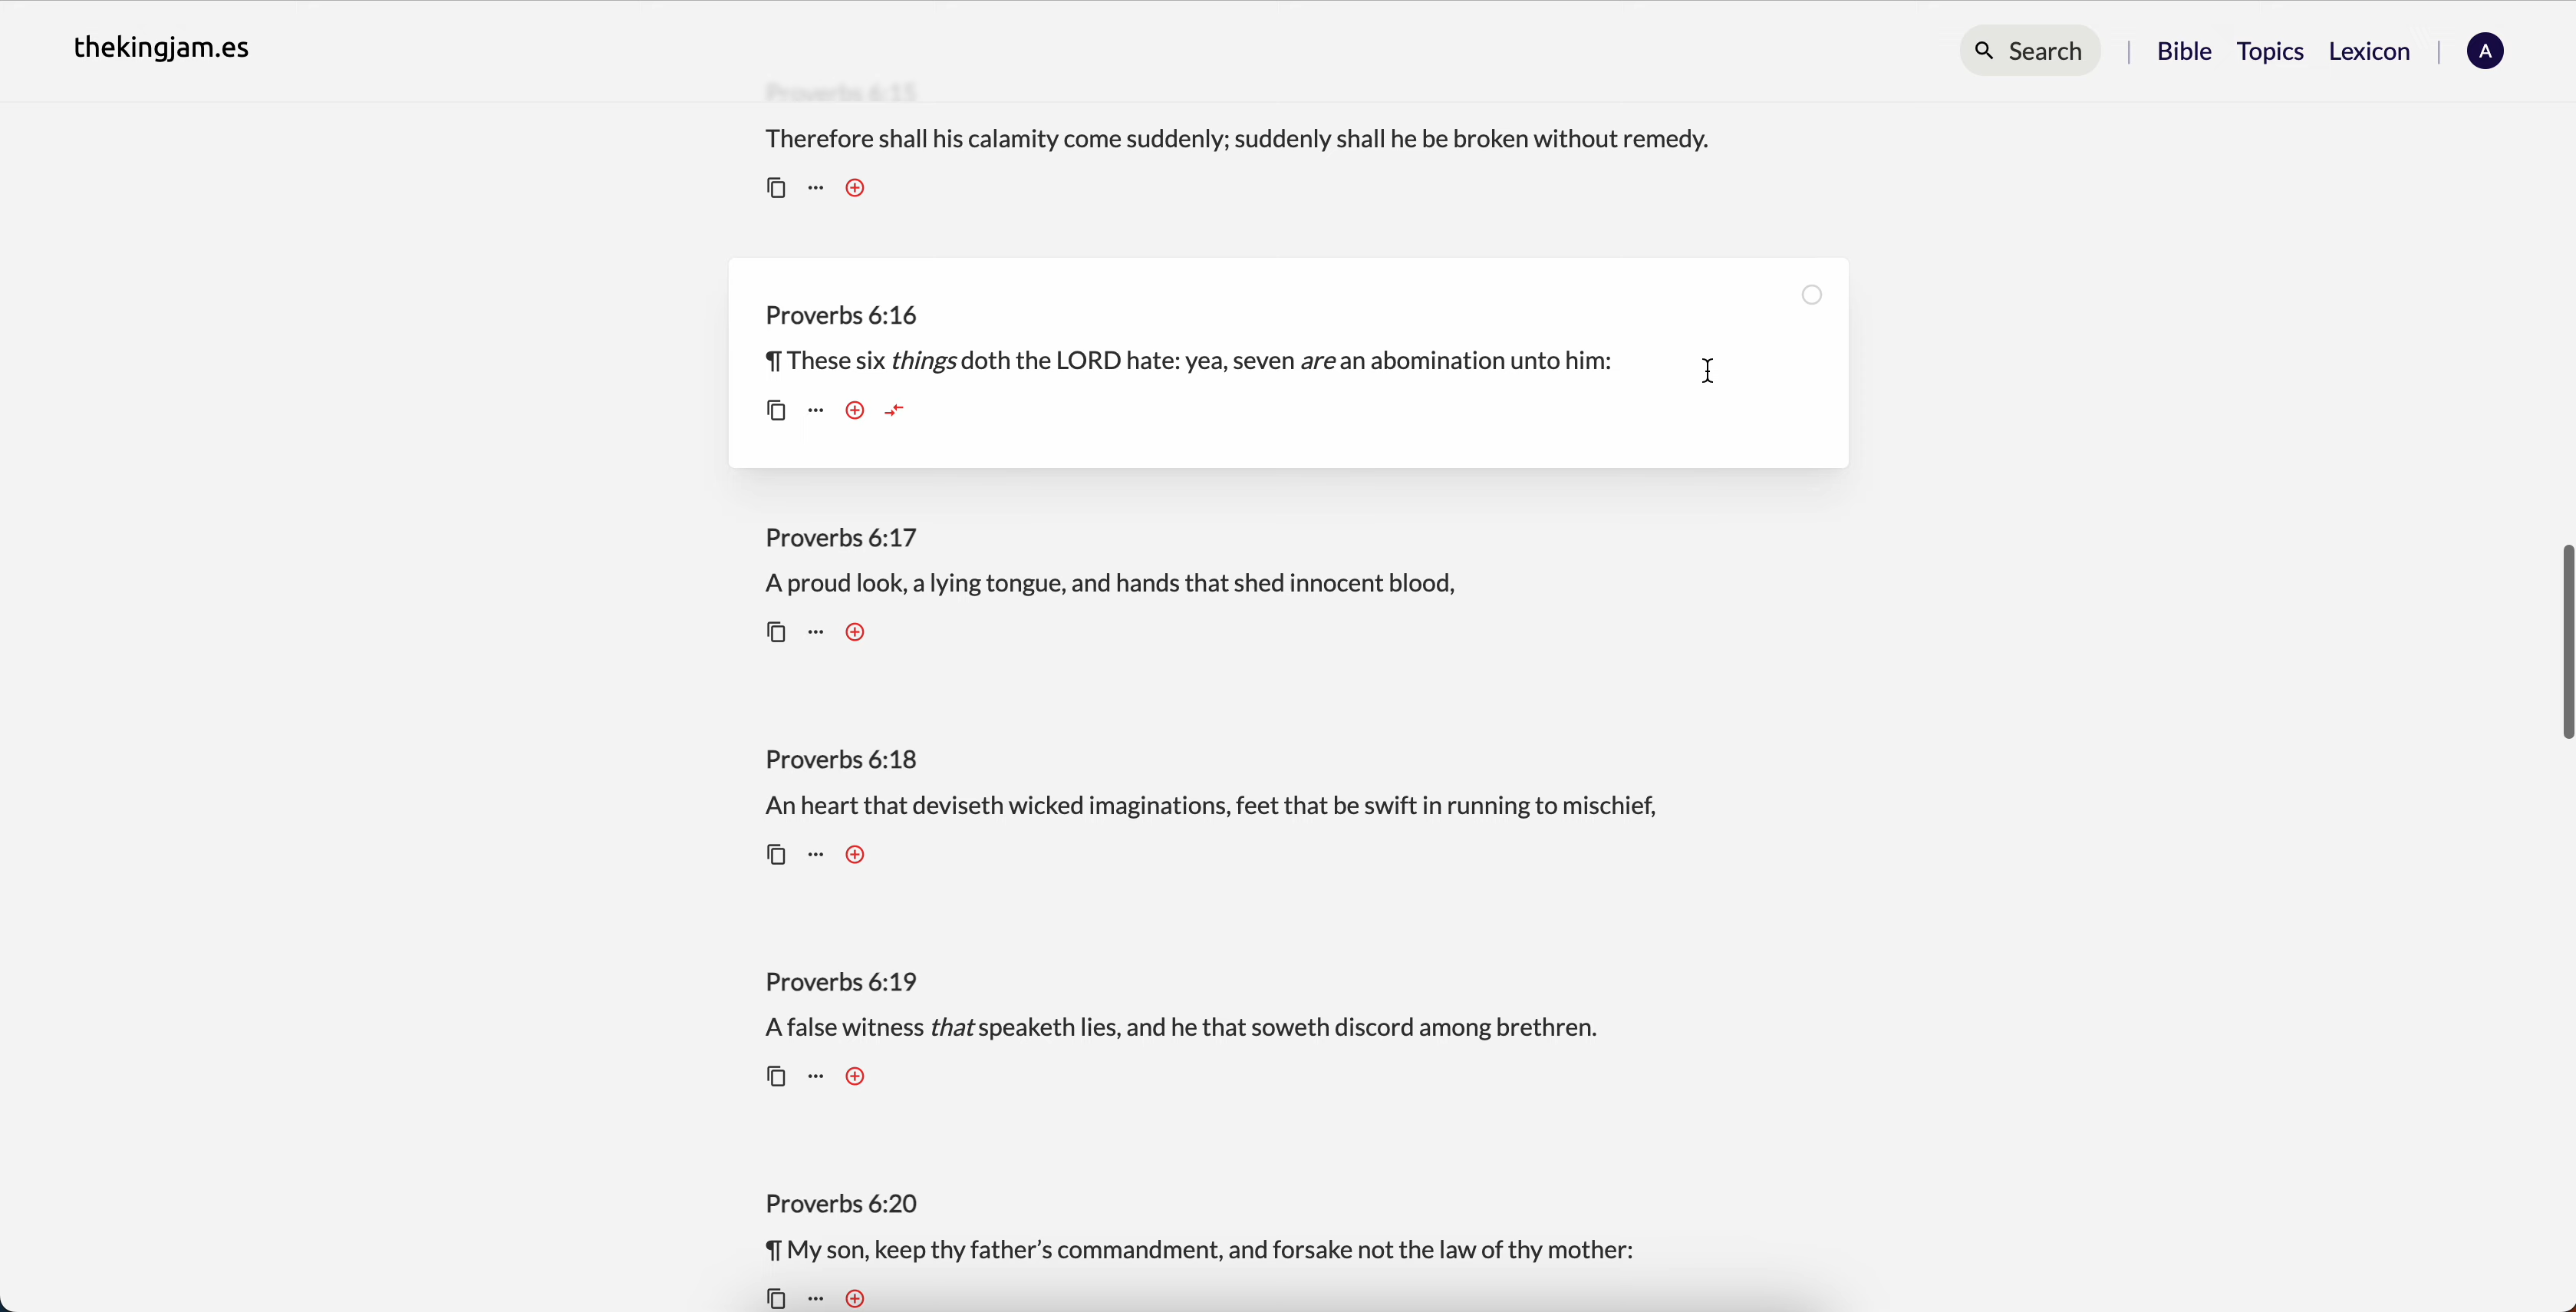 thekingjam.es
Search | Bible Topics Lexicon | A
Proverbs 6:15
Therefore shall his calamity come suddenly; suddenly shall he be broken without remedy.
Proverbs 6:16
¶ These six things doth the LORD hate: yea, seven are an abomination unto him:
Proverbs 6:17
A proud look, a lying tongue, and hands that shed innocent blood,
Proverbs 6:18
An heart that deviseth wicked imaginations, feet that be swift in running to mischief,
Proverbs 6:19
A false witness that speaketh lies, and he that soweth discord among brethren.
Proverbs 6:20
¶ My son, keep thy father’s commandment, and forsake not the law of thy mother: